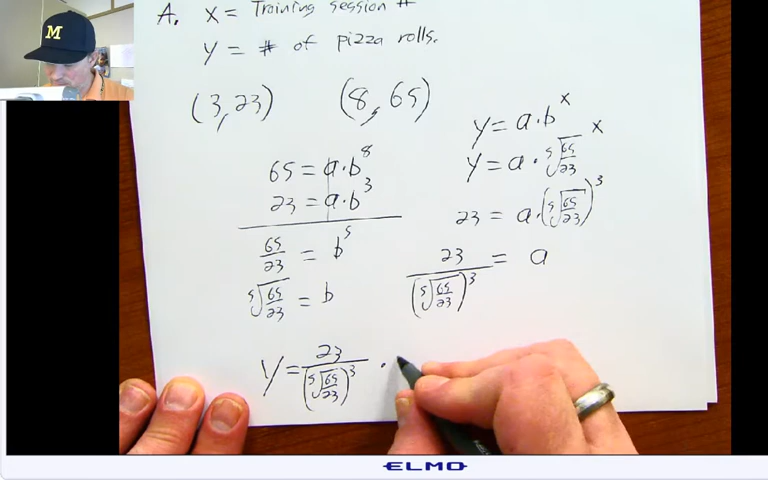 A. x = Training session #
y = # of pizza rolls.
(3,23) (8,65)
y = a·b^x
65 = a·b^8
23 = a·b^3
65/23 = b^5
⁵√(65/23) = b
y = a·⁵√(65/23)^x
23 = a·(⁵√(65/23))^3
23/(⁵√(65/23))^3 = a
y = 23/(⁵√(65/23))^3 ·
M
ELMO